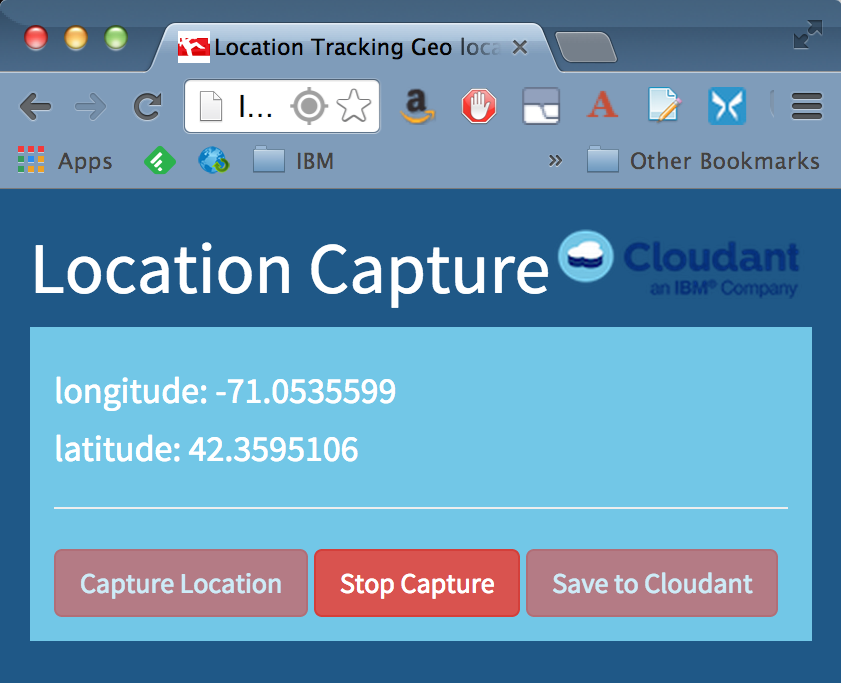 Location Tracking Geo loca
l...
Apps
IBM
» Other Bookmarks
Location Capture
Cloudant
an IBM® Company
longitude: -71.0535599
latitude: 42.3595106
Capture Location Stop Capture Save to Cloudant